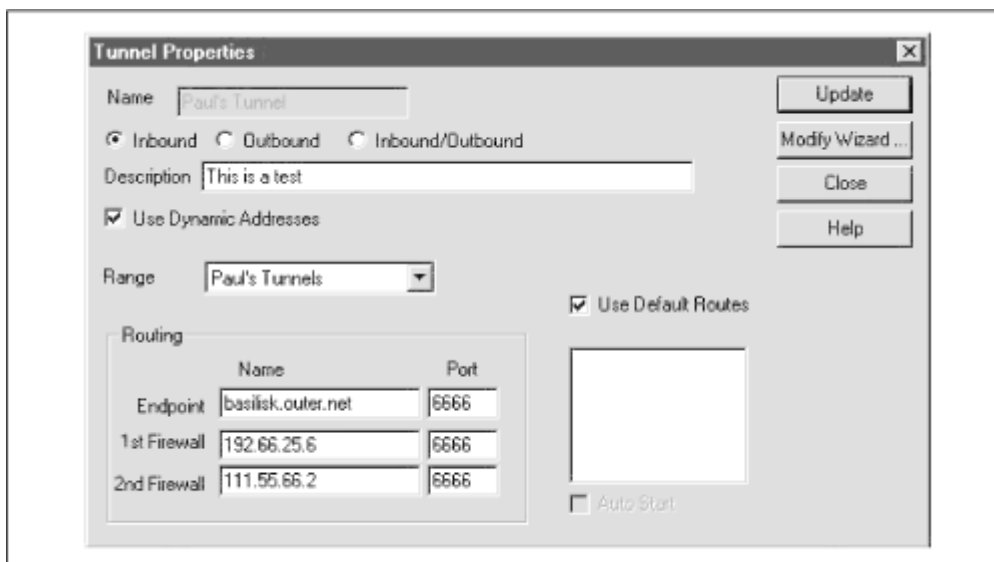 Tunnel Properties
Name Paul's Tunnel
Update
Inbound Outbound Inbound/Outbound
Modify Wizard ...
Description This is a test
Close
Use Dynamic Addresses
Help
Range Paul's Tunnels
Use Default Routes
Routing
Name Port
Endpoint basilisk.outer.net 6666
1st Firewall 192.66.25.6 6666
2nd Firewall 111.55.66.2 6666
Auto Start